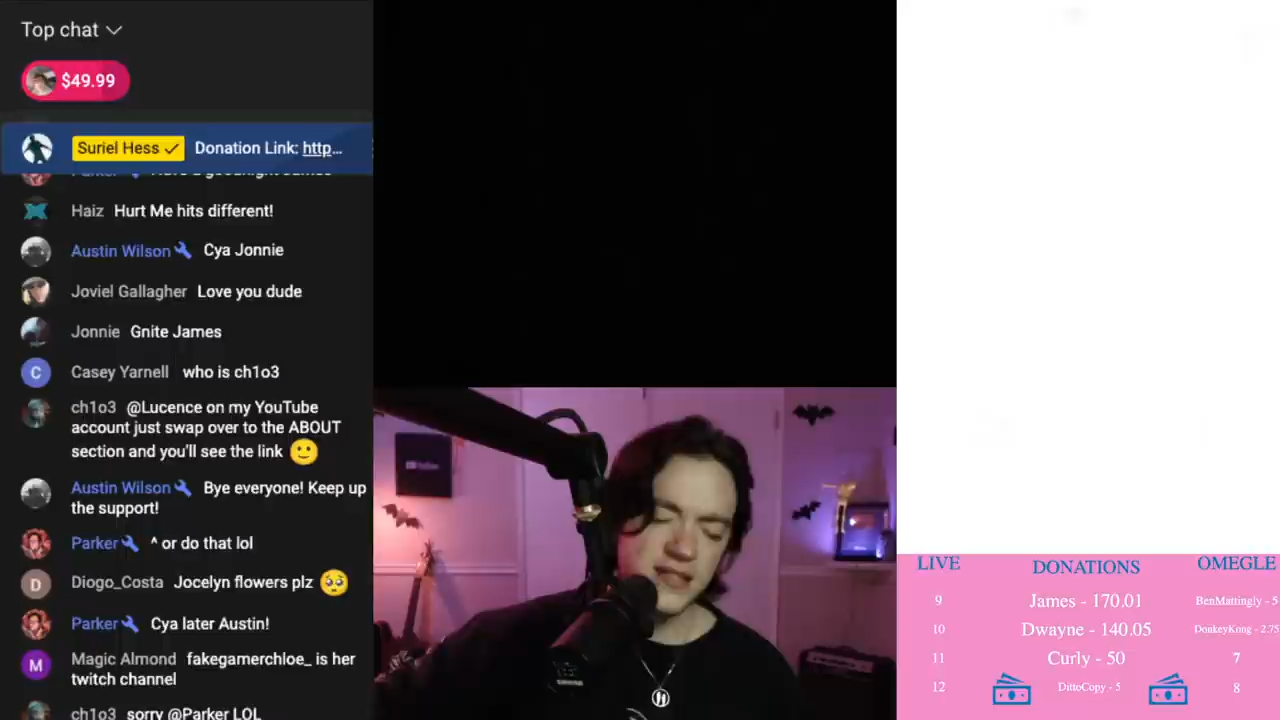 Top chat
$49.99
Suriel Hess Donation Link: http...
Haiz Hurt Me hits different!
Austin Wilson Cya Jonnie
Joviel Gallagher Love you dude
Jonnie Gnite James
Casey Yarnell who is ch1o3
ch1o3 @Lucence on my YouTube
account just swap over to the ABOUT
section and you'll see the link 🙂
Austin Wilson Bye everyone! Keep up
the support!
Parker ^ or do that lol
Diogo_Costa Jocelyn flowers plz 🥺
Parker Cya later Austin!
Magic Almond fakegamerchloe_ is her
twitch channel
ch1o3 sorry @Parker LOL
LIVE DONATIONS OMEGLE
9 James - 170.01 BenMattingly - 5
10 Dwayne - 140.05 DonkeyKong - 2.75
11 Curly - 50 7
12 DittoCopy - 5 8